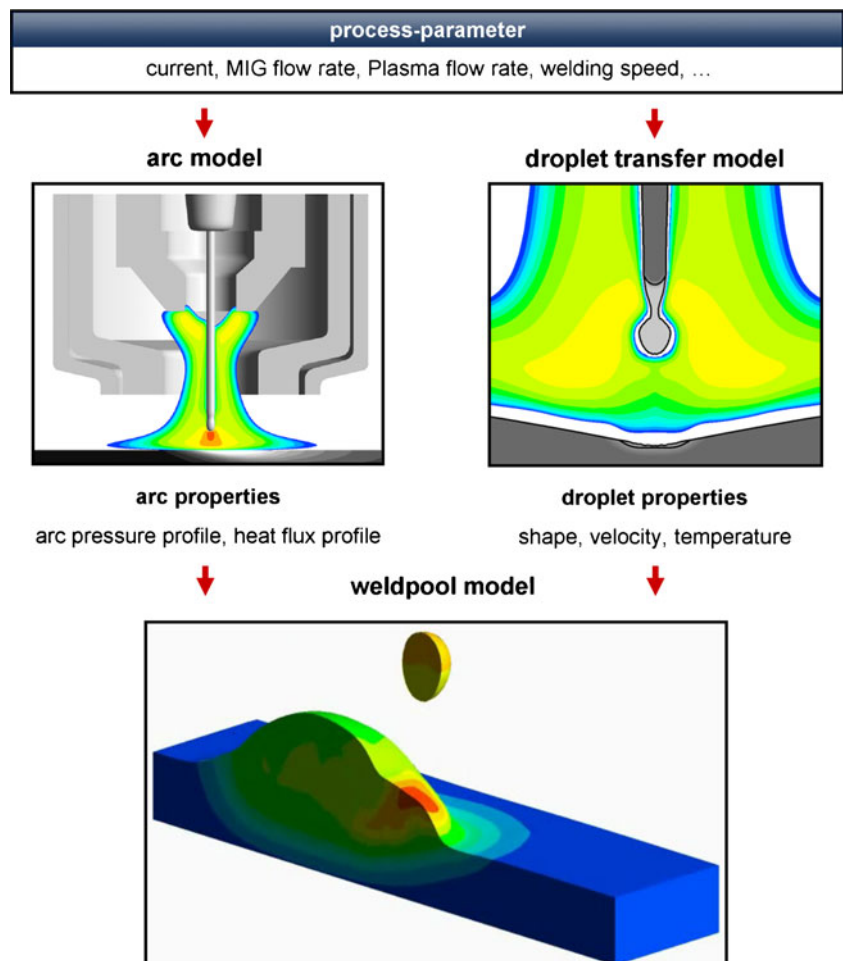 process-parameter
current, MIG flow rate, Plasma flow rate, welding speed, ...
arc model
droplet transfer model
arc properties
arc pressure profile, heat flux profile
droplet properties
shape, velocity, temperature
weldpool model